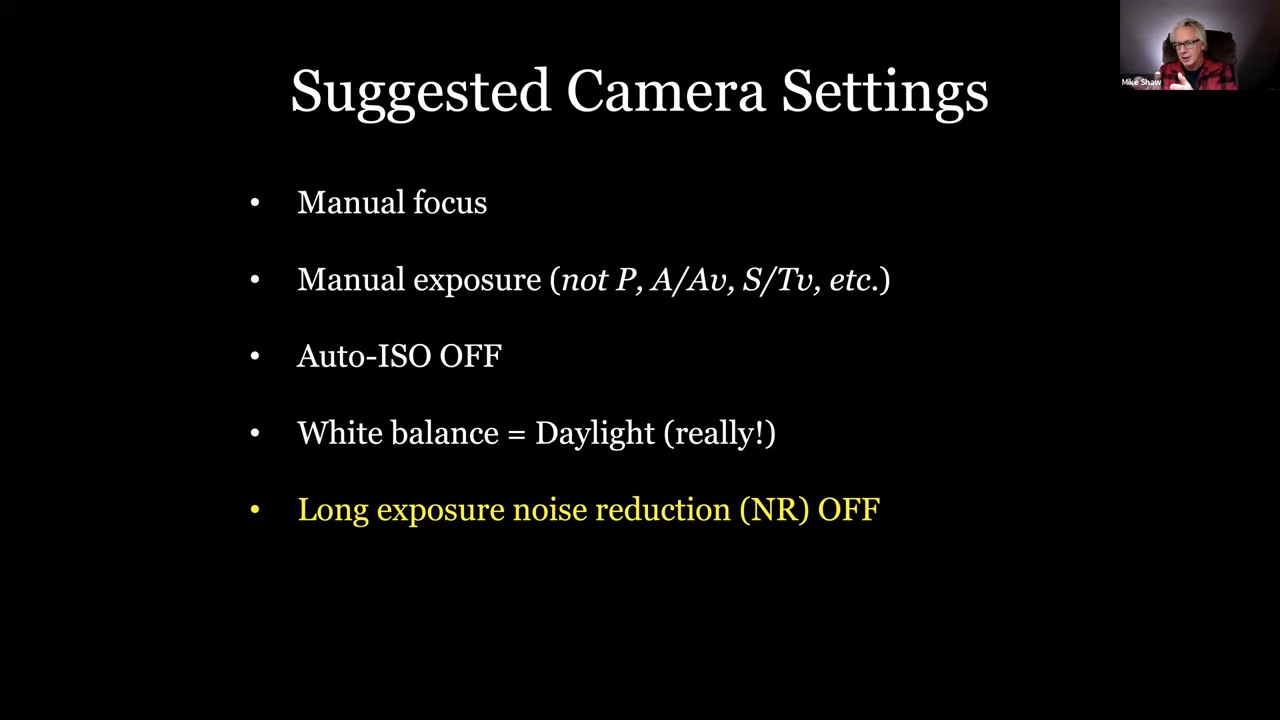 Suggested Camera Settings
Mike Shaw
• Manual focus
• Manual exposure (not P, A/Av, S/Tv, etc.)
• Auto-ISO OFF
• White balance = Daylight (really!)
• Long exposure noise reduction (NR) OFF